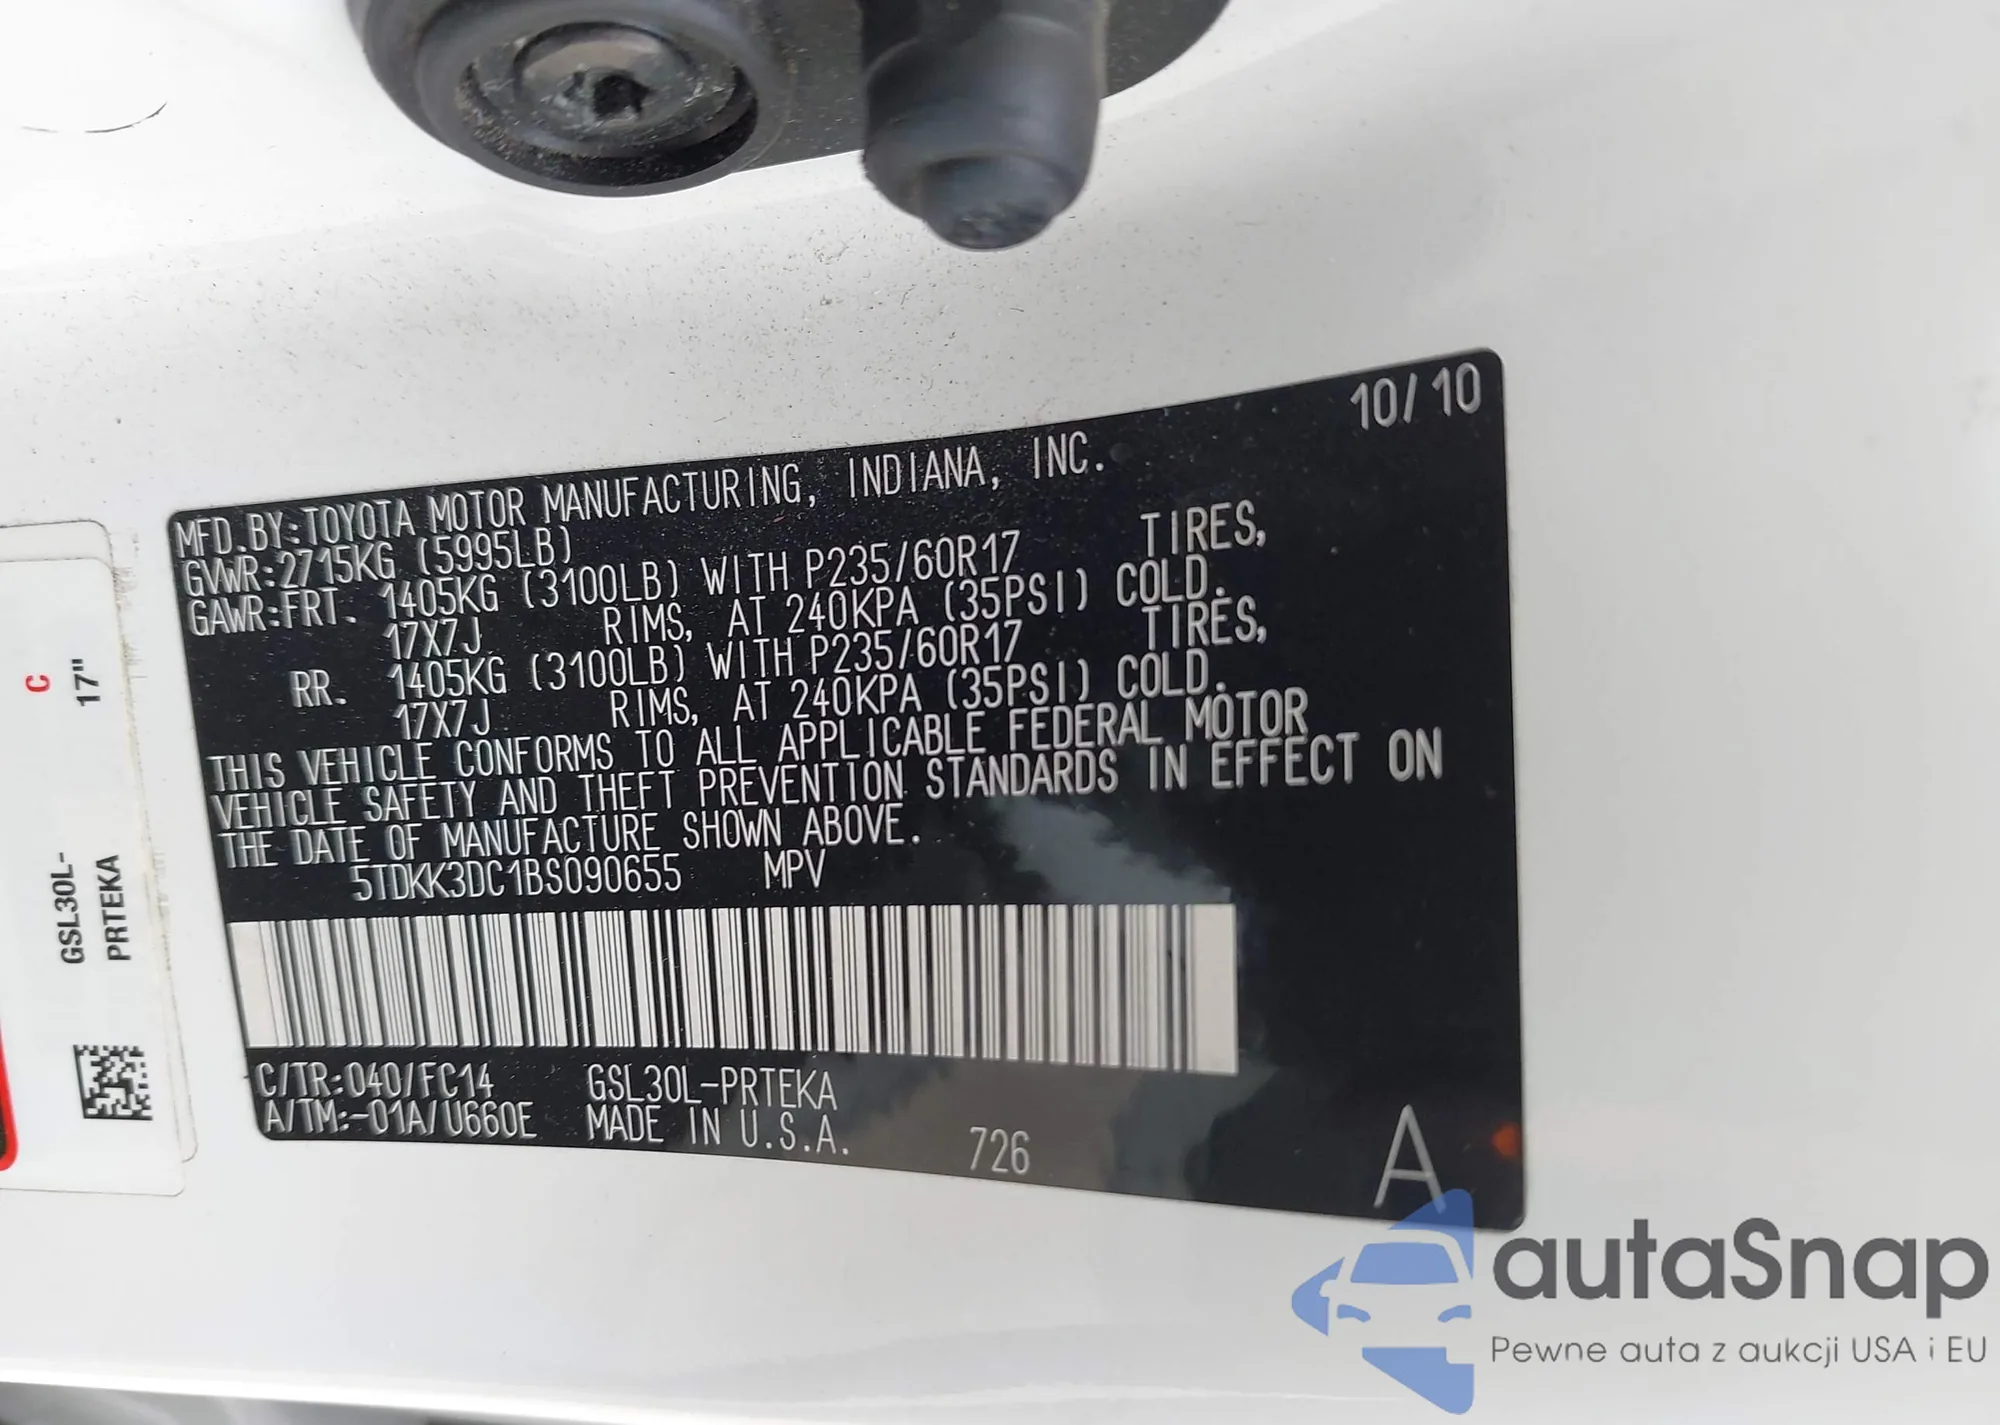 10/10
MFD.BY:TOYOTA MOTOR MANUFACTURING, INDIANA, INC.
GVWR:2715KG (5995LB)
GAWR:FRT. 1405KG (3100LB) WITH P235/60R17 TIRES,
17X7J RIMS, AT 240KPA (35PSI) COLD.
RR. 1405KG (3100LB) WITH P235/60R17 TIRES,
17X7J RIMS, AT 240KPA (35PSI) COLD.
THIS VEHICLE CONFORMS TO ALL APPLICABLE FEDERAL MOTOR
VEHICLE SAFETY AND THEFT PREVENTION STANDARDS IN EFFECT ON
THE DATE OF MANUFACTURE SHOWN ABOVE.
5TDKK3DC1BS090655 MPV
C/TR:040/FC14 GSL30L-PRTEKA
A/TM:-01A/U660E MADE IN U.S.A.
726
A
C
17"
GSL30L-
PRTEKA
autaSnap
Pewne auta z aukcji USA i EU